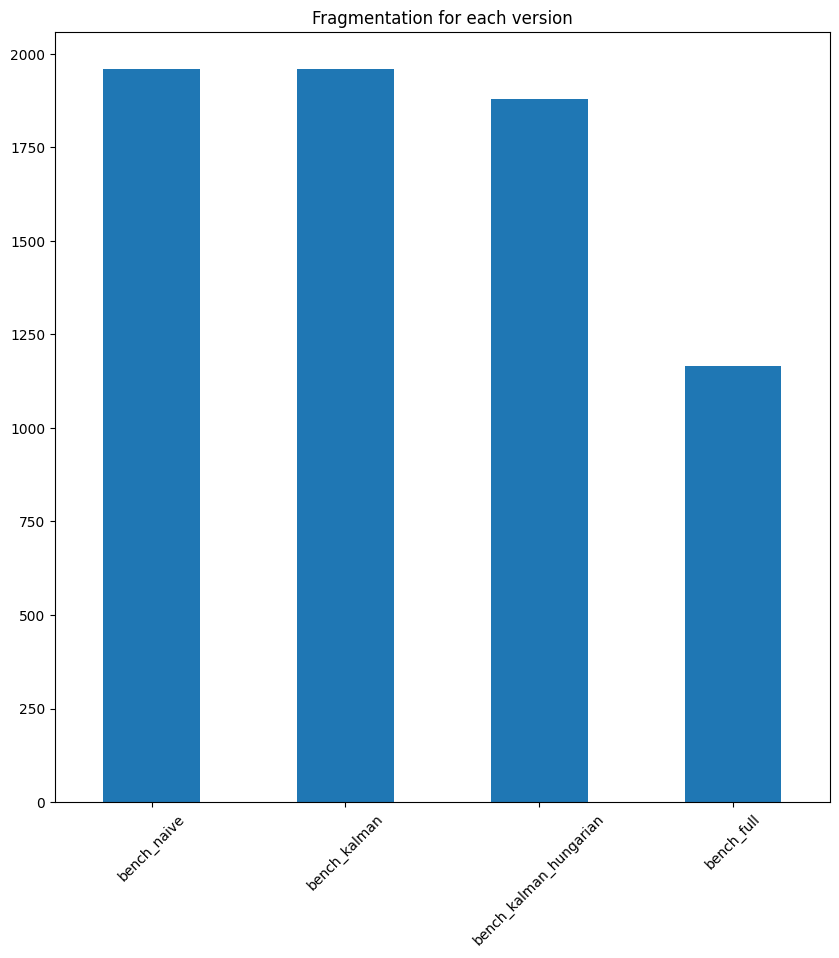 Fragmentation for each version
2000
1750
1500
1250
1000
750
500
250
0
bench_naive
bench_kalman
bench_kalman_hungarian
bench_full